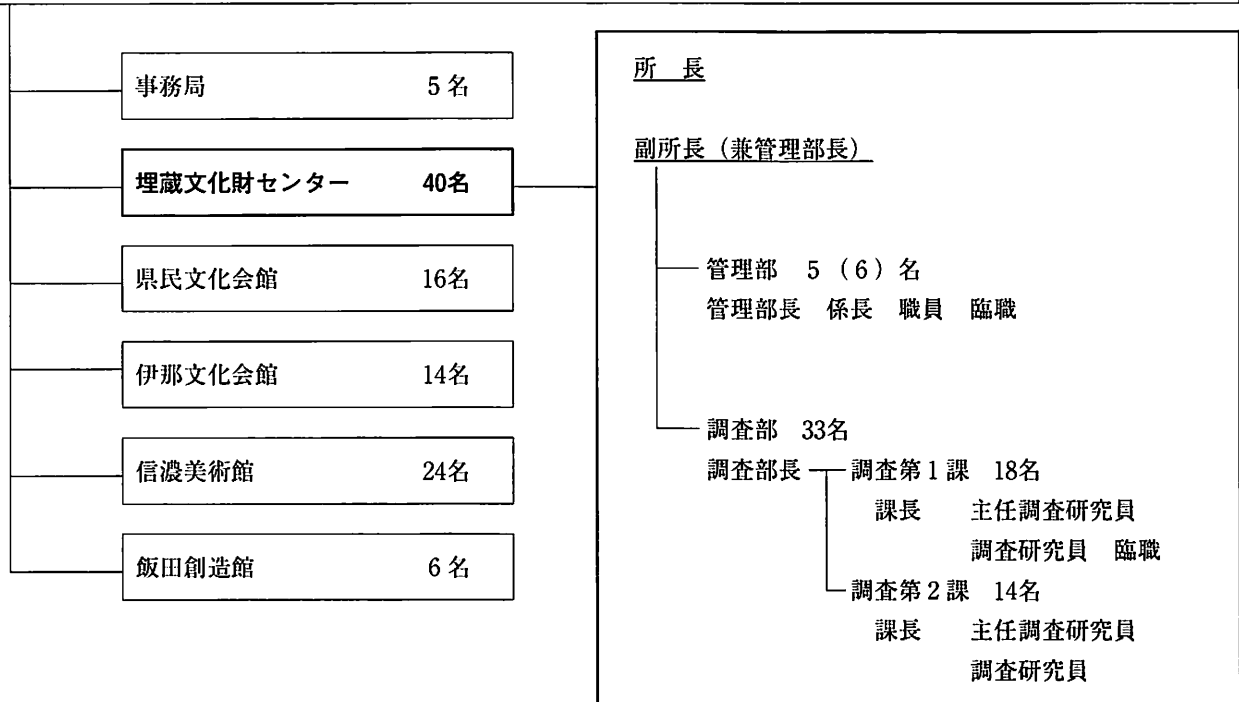 事務局 5名
埋蔵文化財センター 40名
県民文化会館 16名
伊那文化会館 14名
信濃美術館 24名
飯田創造館 6名
所 長
副所長（兼管理部長）
管理部 5（6）名
管理部長 係長 職員 臨職
調査部 33名
調査部長 調査第1課 18名
課長 主任調査研究員
調査研究員 臨職
調査第2課 14名
課長 主任調査研究員
調査研究員